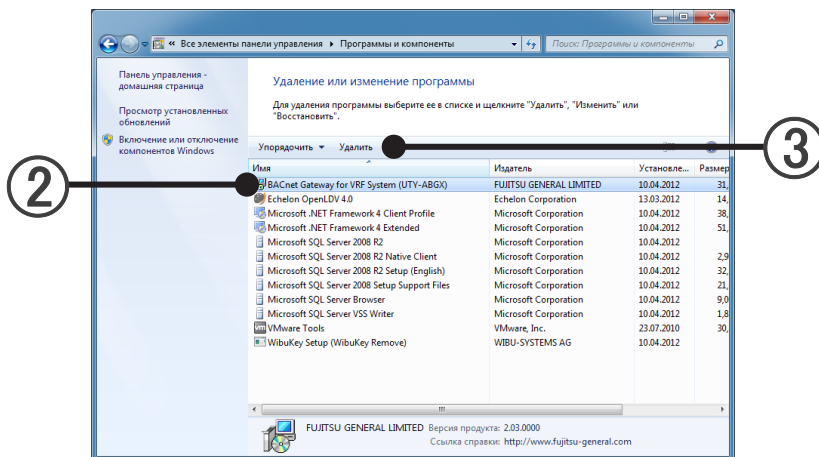 « Все элементы панели управления ▸ Программы и компоненты
Поиск: Программы и компоненты
Панель управления -
домашняя страница
Просмотр установленных
обновлений
Включение или отключение
компонентов Windows
Удаление или изменение программы
Для удаления программы выберите ее в списке и щелкните "Удалить", "Изменить" или
"Восстановить".
Упорядочить Удалить
3
2
Имя Издатель Установле... Размер
BACnet Gateway for VRF System (UTY-ABGX) FUJITSU GENERAL LIMITED 10.04.2012 31,
Echelon OpenLDV 4.0 Echelon Corporation 13.03.2012 14,
Microsoft .NET Framework 4 Client Profile Microsoft Corporation 10.04.2012 38,
Microsoft .NET Framework 4 Extended Microsoft Corporation 10.04.2012 51,
Microsoft SQL Server 2008 R2 Microsoft Corporation 10.04.2012
Microsoft SQL Server 2008 R2 Native Client Microsoft Corporation 10.04.2012 2,9
Microsoft SQL Server 2008 R2 Setup (English) Microsoft Corporation 10.04.2012 32,
Microsoft SQL Server 2008 Setup Support Files Microsoft Corporation 10.04.2012 21,
Microsoft SQL Server Browser Microsoft Corporation 10.04.2012 9,0
Microsoft SQL Server VSS Writer Microsoft Corporation 10.04.2012 1,8
vm VMware Tools VMware, Inc. 23.07.2010 30,
WibuKey Setup (WibuKey Remove) WIBU-SYSTEMS AG 10.04.2012
FUJITSU GENERAL LIMITED Версия продукта: 2.03.0000
Ссылка справки: http://www.fujitsu-general.com